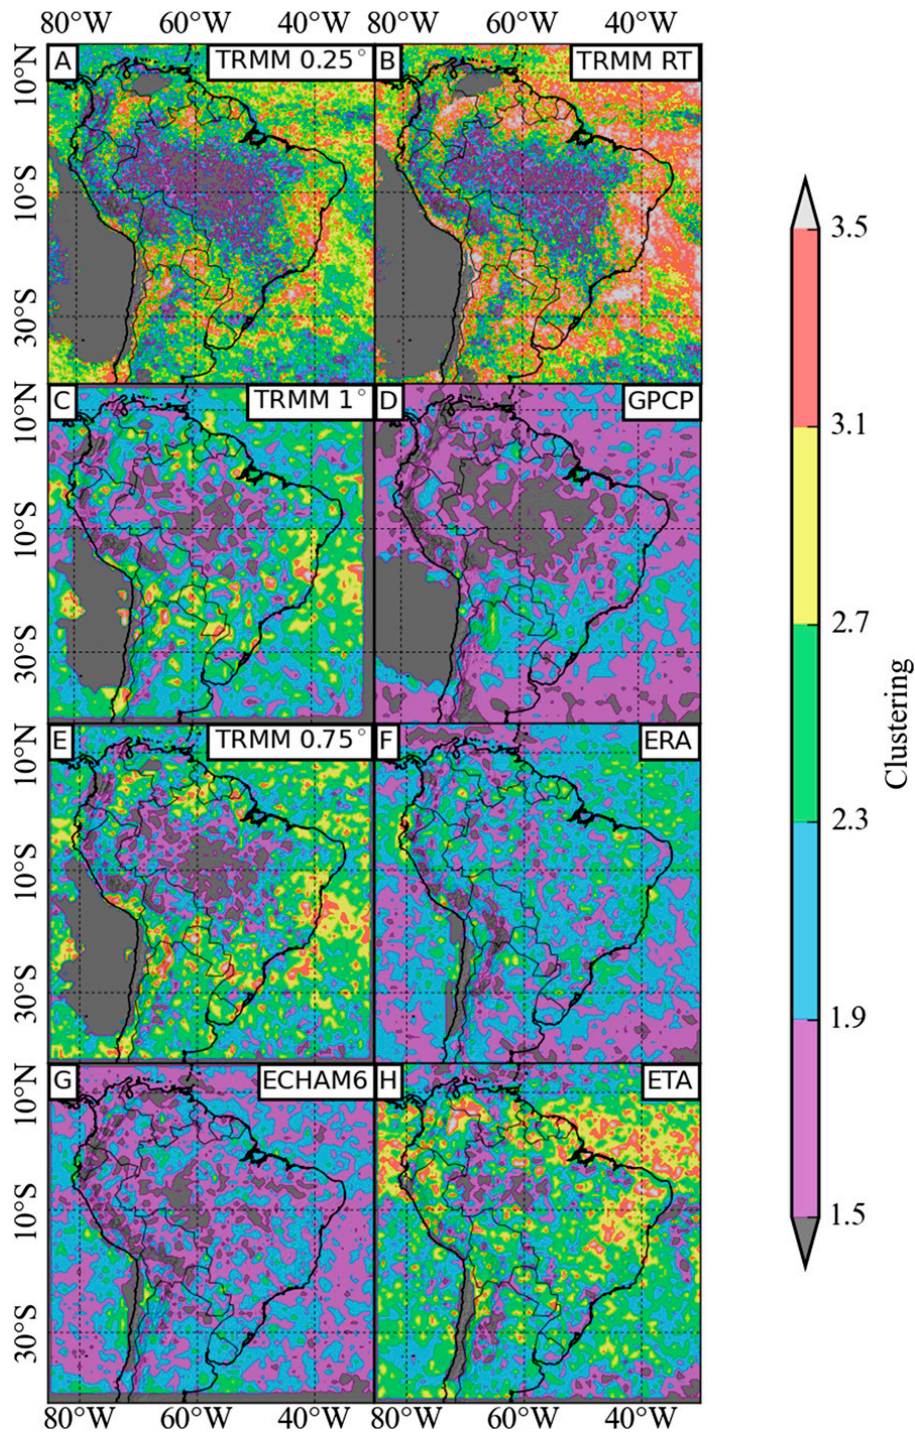 80°W 60°W 40°W 80°W 60°W 40°W
A TRMM 0.25° B TRMM RT
10°N
10°S
30°S
C TRMM 1° D GPCP
10°N
10°S
30°S
E TRMM 0.75° F ERA
10°N
10°S
30°S
G ECHAM6 H ETA
10°N
10°S
30°S
80°W 60°W 40°W 80°W 60°W 40°W
3.5
3.1
2.7
2.3
1.9
1.5
Clustering